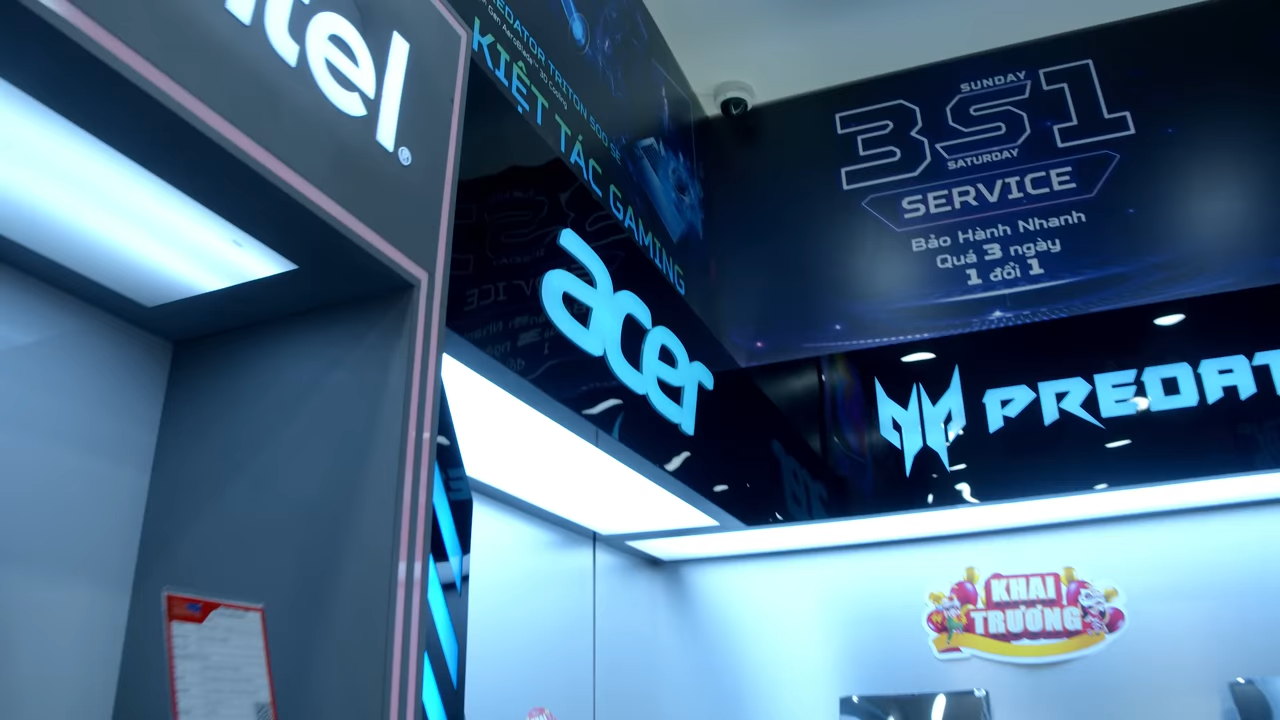 ntel®
PREDATOR TRITON 500 SE
KIỆT TÁC GAMING
acer
SUNDAY
3S1
SATURDAY
SERVICE
Bảo Hành Nhanh
Quá 3 ngày
1 đổi 1
PREDAT
KHAI
TRƯƠNG